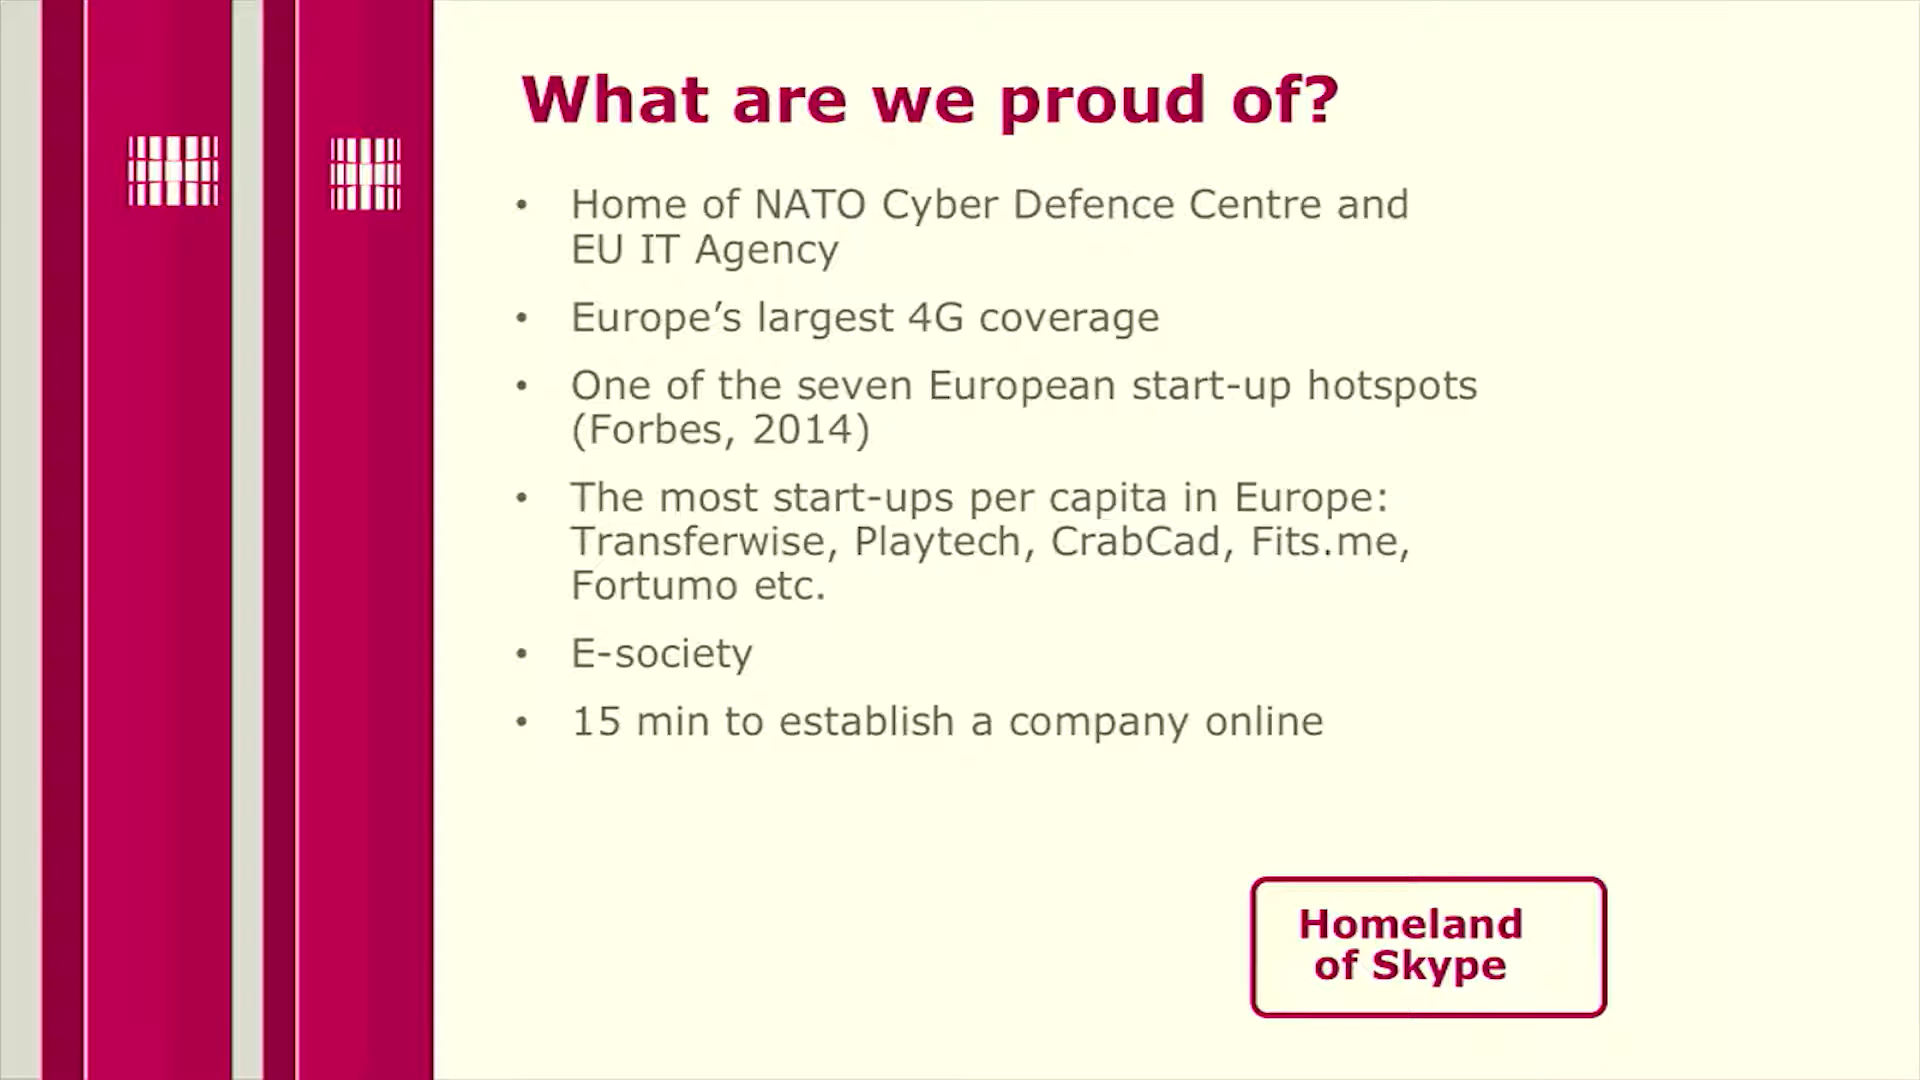 What are we proud of?
• Home of NATO Cyber Defence Centre and
EU IT Agency
• Europe’s largest 4G coverage
• One of the seven European start-up hotspots
(Forbes, 2014)
• The most start-ups per capita in Europe:
Transferwise, Playtech, CrabCad, Fits.me,
Fortumo etc.
• E-society
• 15 min to establish a company online
Homeland
of Skype